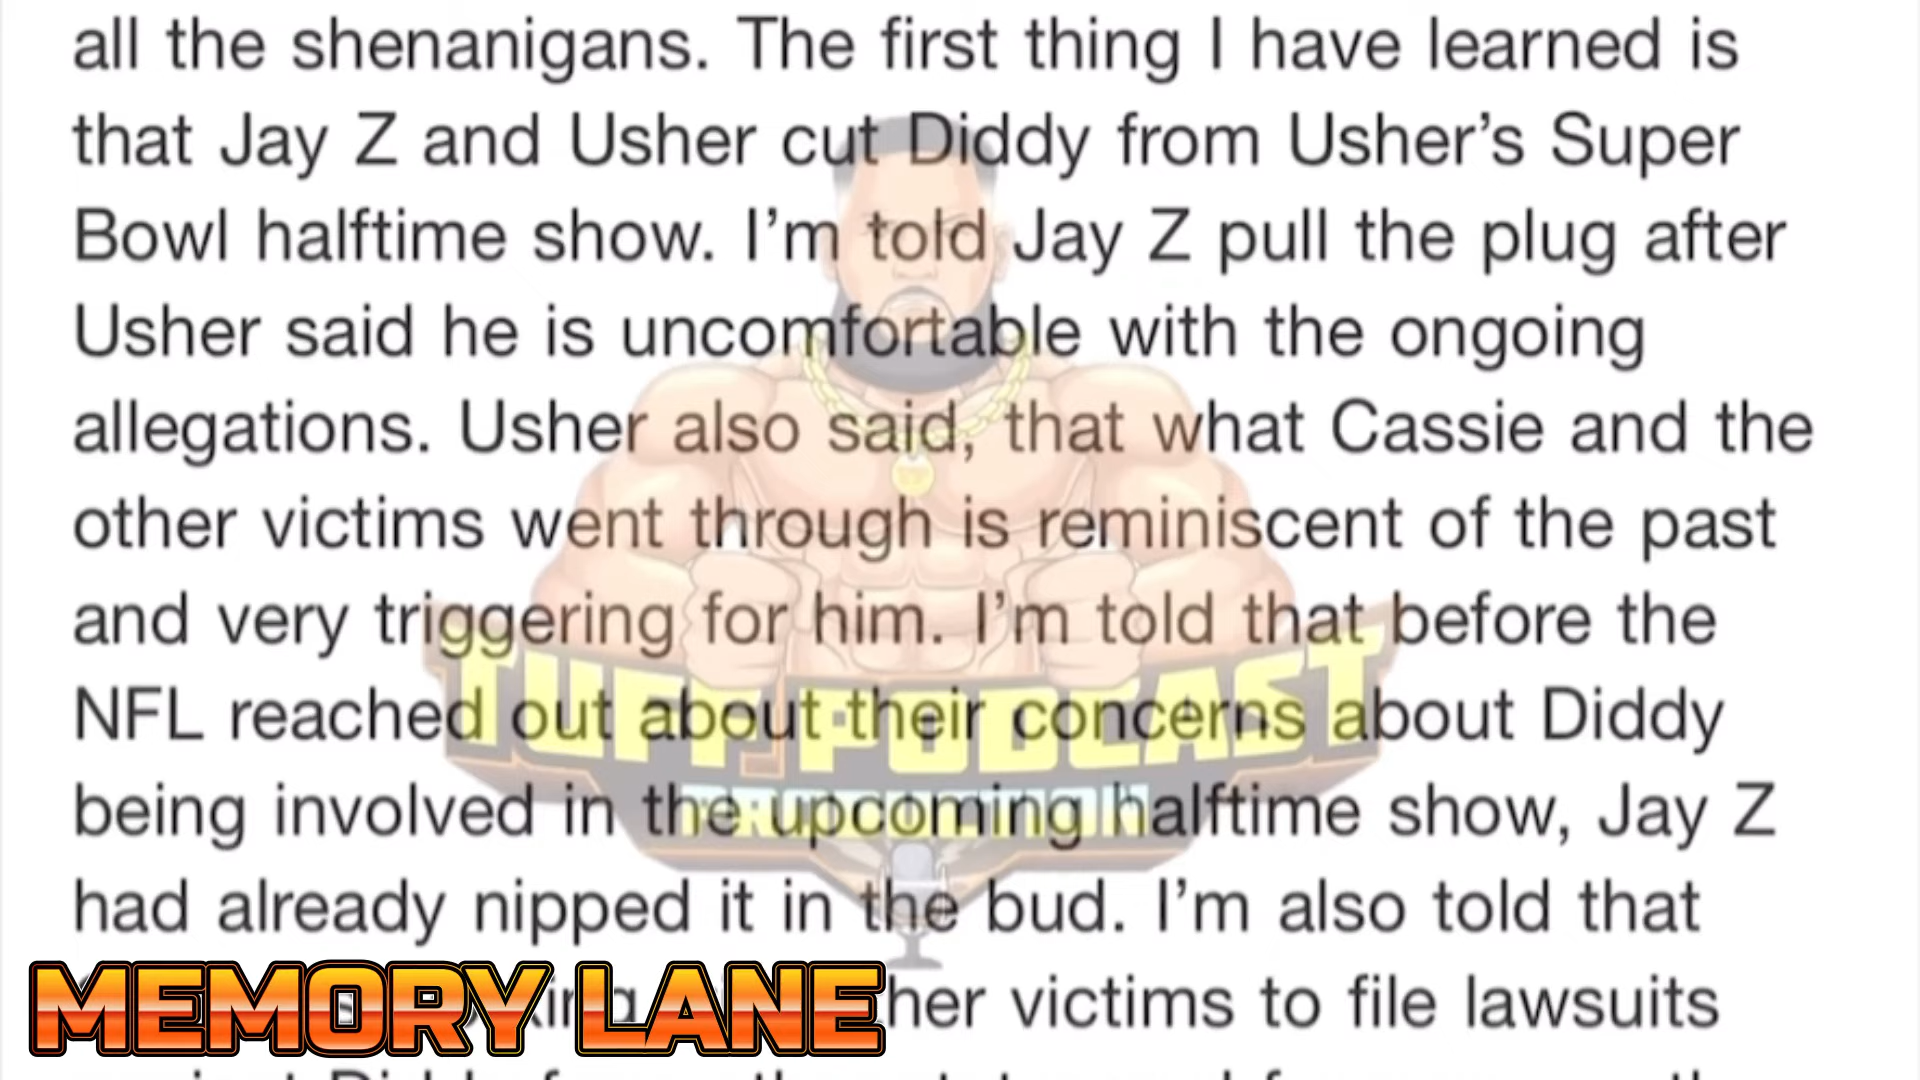 all the shenanigans. The first thing I have learned is
that Jay Z and Usher cut Diddy from Usher’s Super
Bowl halftime show. I’m told Jay Z pull the plug after
Usher said he is uncomfortable with the ongoing
allegations. Usher also said, that what Cassie and the
other victims went through is reminiscent of the past
and very triggering for him. I’m told that before the
NFL reached out about their concerns about Diddy
being involved in the upcoming halftime show, Jay Z
had already nipped it in the bud. I’m also told that
victims to file lawsuits
TUFF PODCAST
PRODUCTION
MEMORY LANE